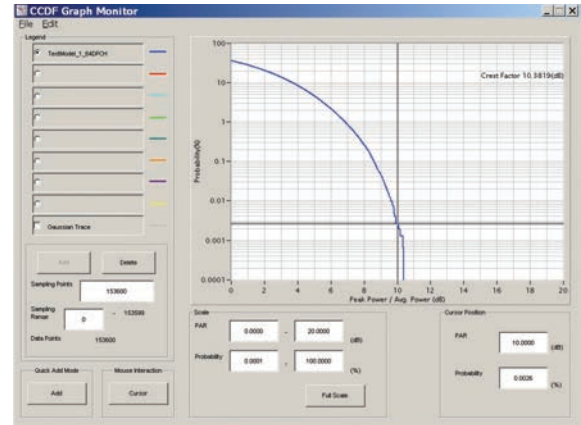 CCDF Graph Monitor
File Edit
Legend
TestModel_1_64DPCH
Gaussian Trace
Add Delete
Sampling Points 153600
Sampling Range 0 - 153599
Data Points 153600
Quick Add Mode
Add
Mouse Interaction
Cursor
Probability(%)
100
10
1
0.1
0.01
0.001
0.0001
Crest Factor 10.3819(dB)
0 2 4 6 8 10 12 14 16 18 20
Peak Power / Avg. Power (dB)
Scale
PAR 0.0000 - 20.0000 (dB)
Probability 0.0001 - 100.0000 (%)
Full Scale
Cursor Position
PAR 10.0000 (dB)
Probability 0.0026 (%)